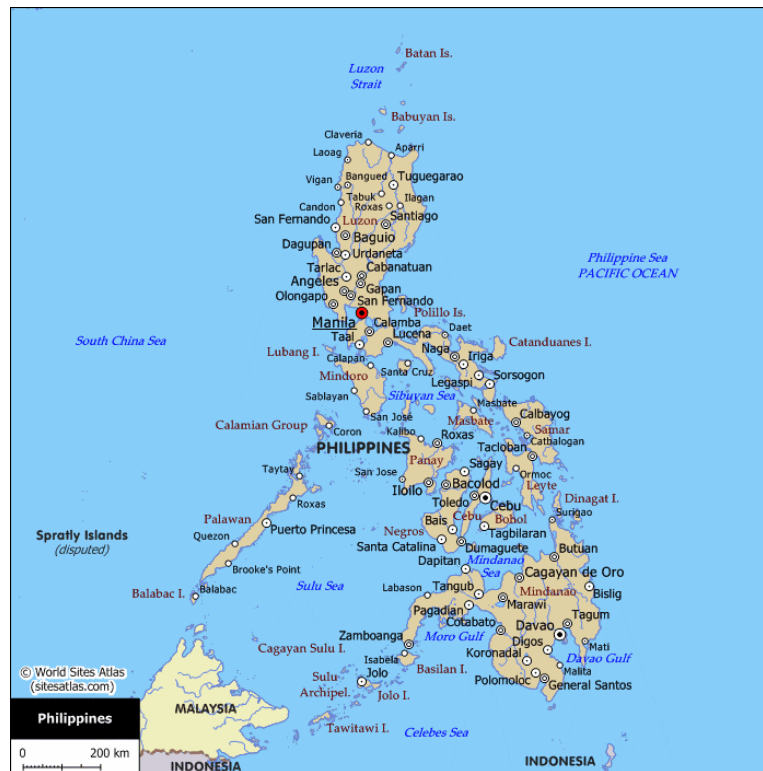 Batan Is.
Luzon
Strait
Babuyan Is.
Claveria
Aparri
Laoag
Bangued
Tuguegarao
Vigan
Tabuk
Ilagan
Candon
Roxas
San Fernando
Luzon
Santiago
Baguio
Dagupan
Urdaneta
Philippine Sea
PACIFIC OCEAN
Tarlac
Cabanatuan
Angeles
Gapan
Olongapo
San Fernando
Polillo Is.
Manila
Calamba
Daet
South China Sea
Taal
Lucena
Catanduanes I.
Lubang I.
Naga
Iriga
Calapan
Santa Cruz
Mindoro
Legaspi
Sorsogon
Sablayan
Sibuyan Sea
Masbate
San José
Calbayog
Calamian Group
Coron
Masbate
Samar
Kalibo
Roxas
Catbalogan
PHILIPPINES
Tacloban
Panay
Sagay
Taytay
San Jose
Ormoc
Iloilo
Bacolod
Leyte
Roxas
Toledo
Cebu
Dinagat I.
Palawan
Puerto Princesa
Negros
Bais
Cebu
Bohol
Surigao
Spratly Islands
(disputed)
Quezon
Santa Catalina
Tagbilaran
Dumaguete
Butuan
Brooke's Point
Dapitan
Mindanao
Sea
Cagayan de Oro
Balabac I.
Balabac
Sulu Sea
Labason
Tangub
Mindanao
Bislig
Pagadian
Marawi
Tagum
Zamboanga
Moro Gulf
Cotabato
Davao
Cagayan Sulu I.
Digos
Mati
Isabela
Koronadal
Davao Gulf
© World Sites Atlas
(sitesatlas.com)
Sulu
Archipel.
Jolo
Basilan I.
Malita
Jolo I.
Polomoloc
General Santos
MALAYSIA
Philippines
Tawitawi I.
Celebes Sea
0 200 km
INDONESIA
INDONESIA